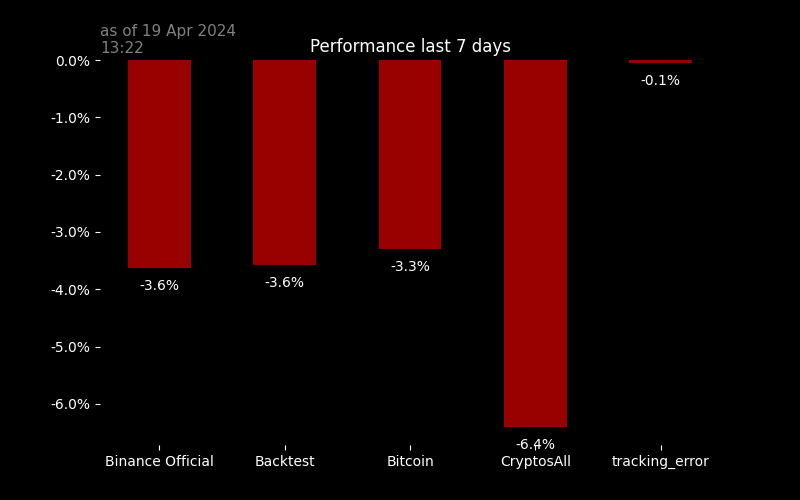 as of 19 Apr 2024
13:22
Performance last 7 days
0.0%
-1.0%
-2.0%
-3.0%
-4.0%
-5.0%
-6.0%
-3.6%
-3.6%
-3.3%
-6.4%
-0.1%
Binance Official
Backtest
Bitcoin
CryptosAll
tracking_error